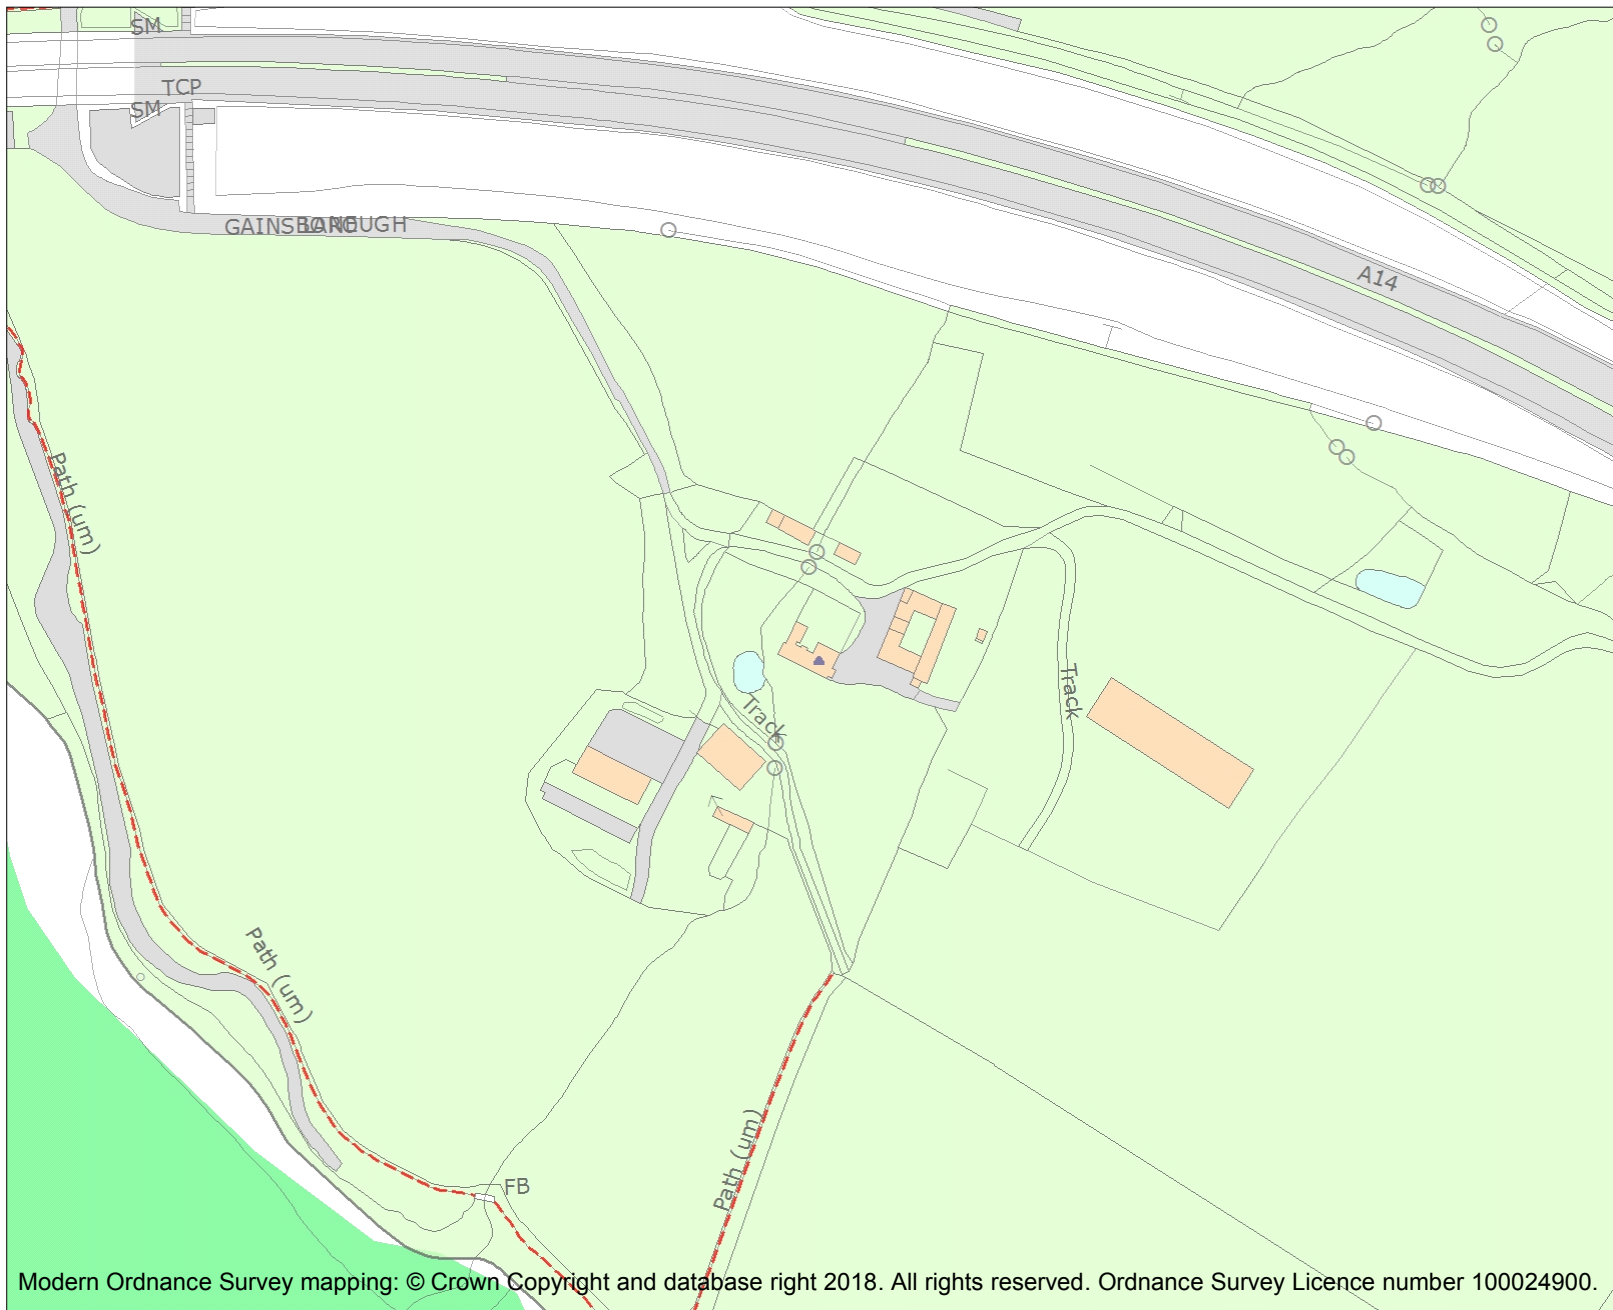 SM
TCP
SM
GAINSBOROUGH
LANE
A14
Path (um)
Track
Track
Path (um)
Path (um)
FB
Modern Ordnance Survey mapping: © Crown Copyright and database right 2018. All rights reserved. Ordnance Survey Licence number 100024900.